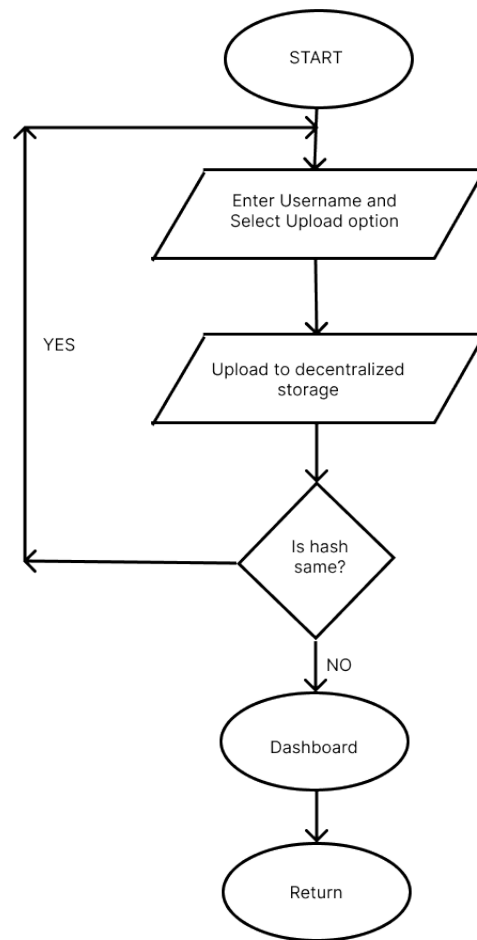 START
Enter Username and
Select Upload option
YES
Upload to decentralized
storage
Is hash
same?
NO
Dashboard
Return